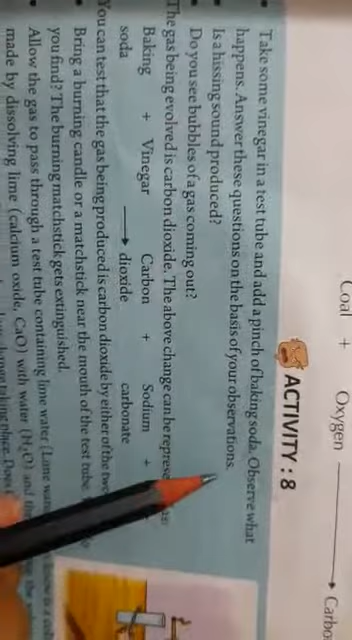 Coal + Oxygen → Carbo
ACTIVITY : 8
• Take some vinegar in a test tube and add a pinch of baking soda. Observe what
happens. Answer these questions on the basis of your observations.
• Is a hissing sound produced?
• Do you see bubbles of a gas coming out?
The gas being evolved is carbon dioxide. The above change can be represe as:
Baking + Vinegar → Carbon + Sodium +
soda dioxide carbonate
You can test that the gas being produced is carbon dioxide by either of the two
• Bring a burning candle or a matchstick near the mouth of the test tube.
you find? The burning matchstick gets extinguished.
• Allow the gas to pass through a test tube containing lime water (Lime
made by dissolving lime (calcium oxide, CaO) with water (H₂O) and
change taking place. Does